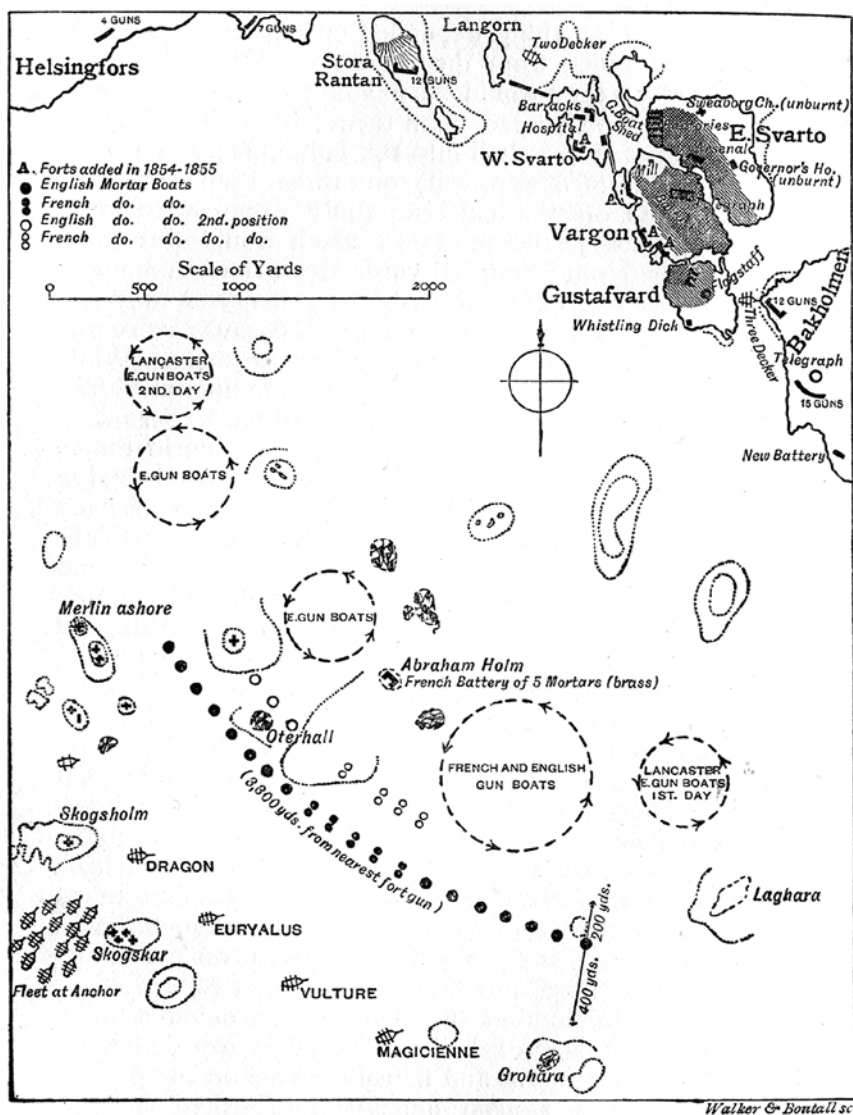 4 GUNS
7 GUNS
Helsingfors
Langorn
Two Decker
Stora
Rantan
12 GUNS
Barracks
Hospital
G. Boat
Shed
Sweaborg Ch. (unburnt)
E. Svarto
Arsenal
W. Svarto
A
Mill
Governor's Ho.
(unburnt)
Telegraph
Vargon
A
A
Gustafvard
Flagstaff
Whistling Dick
Three Decker
12 GUNS
Bakholmen
Telegraph
15 GUNS
New Battery
A Forts added in 1854-1855
English Mortar Boats
French do. do.
English do. do. 2nd. position
French do. do. do. do.
Scale of Yards
0 500 1000 2000
LANCASTER
E.GUN BOATS
2ND. DAY
E.GUN BOATS
E.GUN BOATS
Merlin ashore
Abraham Holm
French Battery of 5 Mortars (brass)
Oterhall
(3,300 yds. from nearest fort gun)
FRENCH AND ENGLISH
GUN BOATS
LANCASTER
E.GUN BOATS
1ST. DAY
Skogsholm
DRAGON
Laghara
EURYALUS
200 yds.
Skogskar
Fleet at Anchor
VULTURE
400 yds.
MAGICIENNE
Grohara
Walker & Boutall sc